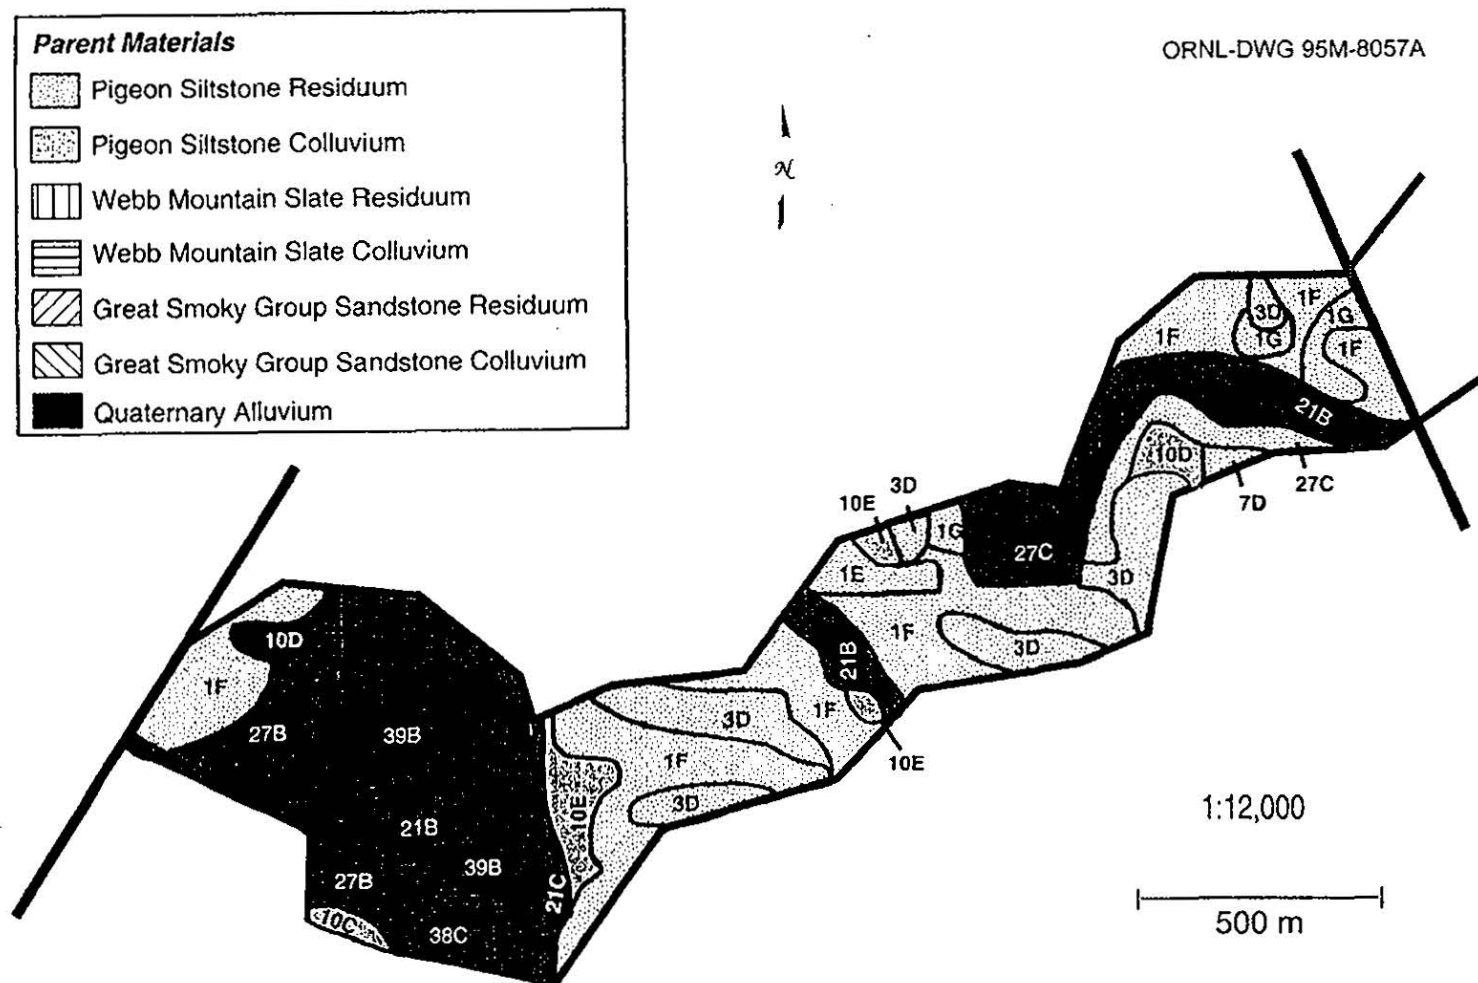 Parent Materials
Pigeon Siltstone Residuum
Pigeon Siltstone Colluvium
Webb Mountain Slate Residuum
Webb Mountain Slate Colluvium
Great Smoky Group Sandstone Residuum
Great Smoky Group Sandstone Colluvium
Quaternary Alluvium
ORNL-DWG 95M-8057A
N
1F
3D
1G
1F
1G
1F
21B
10D
27C
7D
3D
10E
1G
27C
1E
3D
1F
3D
21B
10D
1F
1F
3D
10E
27B
39B
1F
3D
10E
1:12,000
21B
39B
27B
21C
10C
38C
500 m